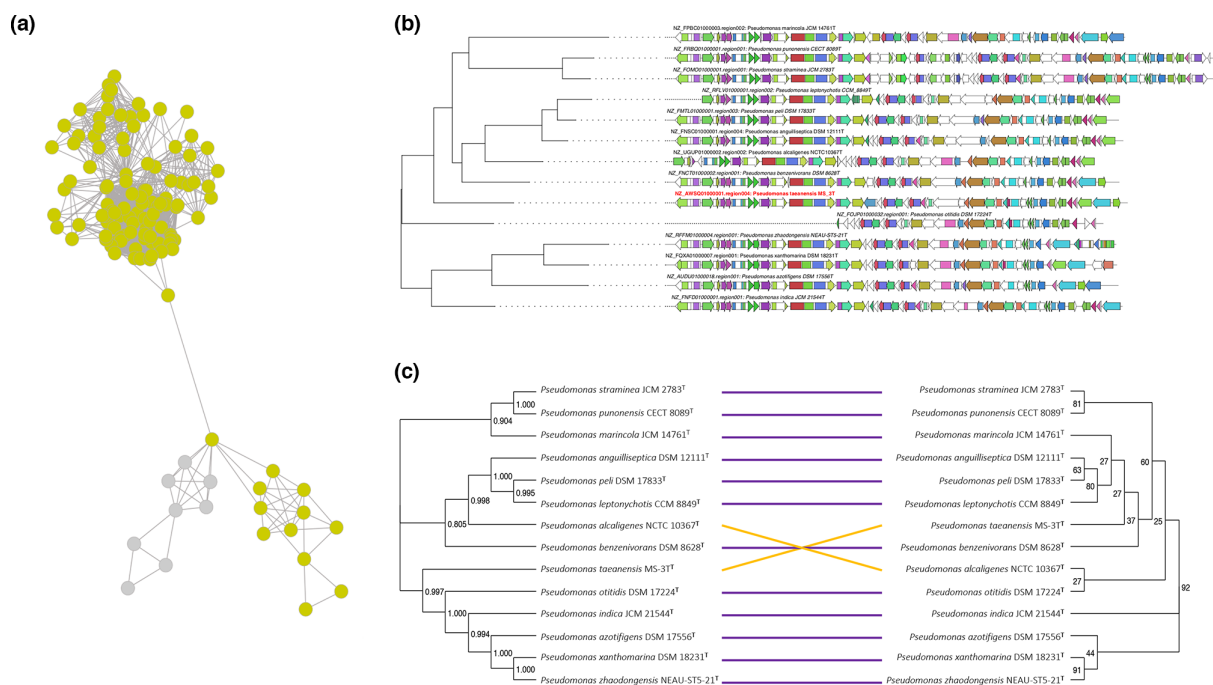 (a)
(b)
NZ_FPBC01000003.region002: Pseudomonas marincola JCM 14761T
NZ_FRBQ01000001.region001: Pseudomonas punonensis CECT 8089T
NZ_FOMO01000001.region001: Pseudomonas straminea JCM 2783T
NZ_RFLV01000001.region002: Pseudomonas leptonychotis CCM_8849T
NZ_FMTL01000001.region003: Pseudomonas peli DSM 17833T
NZ_FNSC01000001.region004: Pseudomonas anguilliseptica DSM 12111T
NZ_UGUP01000002.region002: Pseudomonas alcaligenes NCTC10367T
NZ_FNCT01000002.region001: Pseudomonas benzenivorans DSM 8628T
NZ_AWSQ01000001.region004: Pseudomonas taeanensis MS_3T
NZ_FOJP01000032.region001: Pseudomonas otitidis DSM 17224T
NZ_RFFM01000004.region001: Pseudomonas zhaodongensis NEAU-ST5-21T
NZ_FQXA01000007.region001: Pseudomonas xanthomarina DSM 18231T
NZ_AUDU01000018.region001: Pseudomonas azotifigens DSM 17556T
NZ_FNFD01000001.region001: Pseudomonas indica JCM 21544T
(c)
Pseudomonas straminea JCM 2783T
Pseudomonas straminea JCM 2783T
1.000
81
Pseudomonas punonensis CECT 8089T
Pseudomonas punonensis CECT 8089T
0.904
Pseudomonas marincola JCM 14761T
Pseudomonas marincola JCM 14761T
Pseudomonas anguilliseptica DSM 12111T
Pseudomonas anguilliseptica DSM 12111T
27
60
1.000
63
Pseudomonas peli DSM 17833T
Pseudomonas peli DSM 17833T
80
0.998
0.995
27
Pseudomonas leptonychotis CCM 8849T
Pseudomonas leptonychotis CCM 8849T
0.805
Pseudomonas alcaligenes NCTC 10367T
Pseudomonas taeanensis MS-3T
37
25
Pseudomonas benzenivorans DSM 8628T
Pseudomonas benzenivorans DSM 8628T
Pseudomonas taeanensis MS-3T
Pseudomonas alcaligenes NCTC 10367T
0.997
27
92
Pseudomonas otitidis DSM 17224T
Pseudomonas otitidis DSM 17224T
1.000
Pseudomonas indica JCM 21544T
Pseudomonas indica JCM 21544T
0.994
Pseudomonas azotifigens DSM 17556T
Pseudomonas azotifigens DSM 17556T
44
1.000
Pseudomonas xanthomarina DSM 18231T
Pseudomonas xanthomarina DSM 18231T
1.000
91
Pseudomonas zhaodongensis NEAU-ST5-21T
Pseudomonas zhaodongensis NEAU-ST5-21T